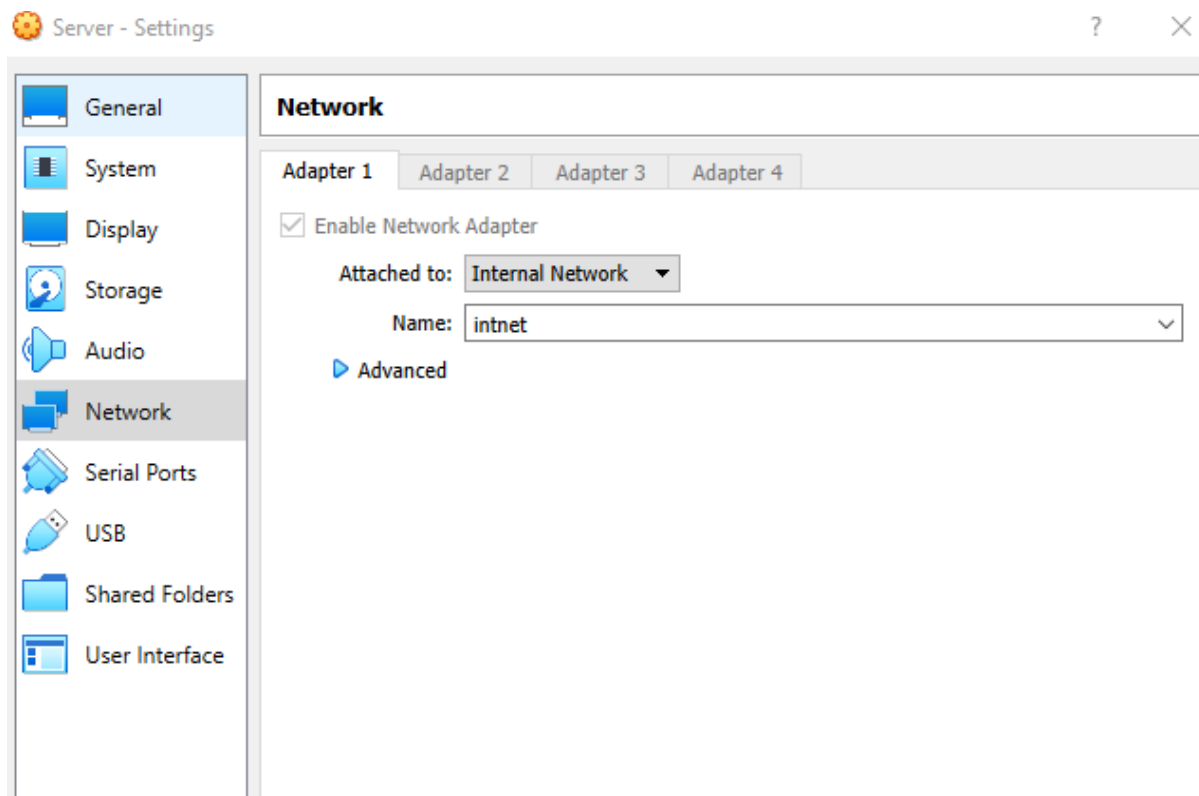 Server - Settings
?
General
System
Display
Storage
Audio
Network
Serial Ports
USB
Shared Folders
User Interface
Network
Adapter 1 Adapter 2 Adapter 3 Adapter 4
Enable Network Adapter
Attached to: Internal Network
Name: intnet
Advanced